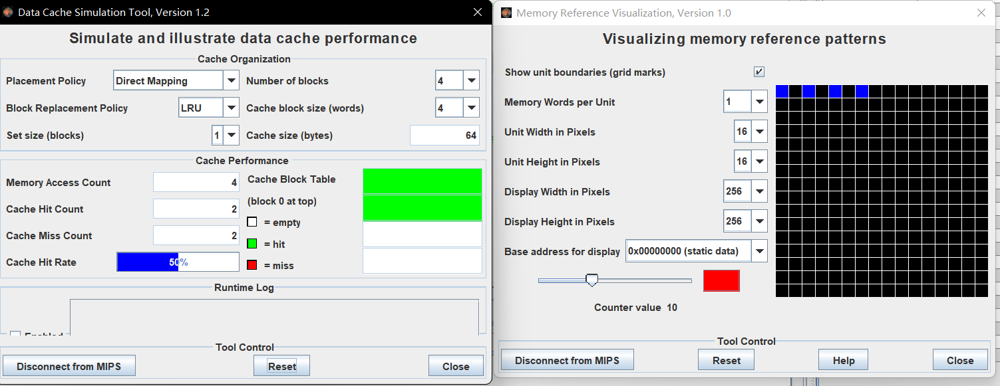 Data Cache Simulation Tool, Version 1.2
Simulate and illustrate data cache performance
Cache Organization
Placement Policy
Direct Mapping
Number of blocks
4
Block Replacement Policy
LRU
Cache block size (words)
4
Set size (blocks)
1
Cache size (bytes)
64
Cache Performance
Memory Access Count
4
Cache Block Table
(block 0 at top)
Cache Hit Count
2
= empty
Cache Miss Count
2
= hit
Cache Hit Rate
50%
= miss
Runtime Log
Enabled
Tool Control
Disconnect from MIPS
Reset
Close
Memory Reference Visualization, Version 1.0
Visualizing memory reference patterns
Show unit boundaries (grid marks)
Memory Words per Unit
1
Unit Width in Pixels
16
Unit Height in Pixels
16
Display Width in Pixels
256
Display Height in Pixels
256
Base address for display
0x00000000 (static data)
Counter value 10
Tool Control
Disconnect from MIPS
Reset
Help
Close